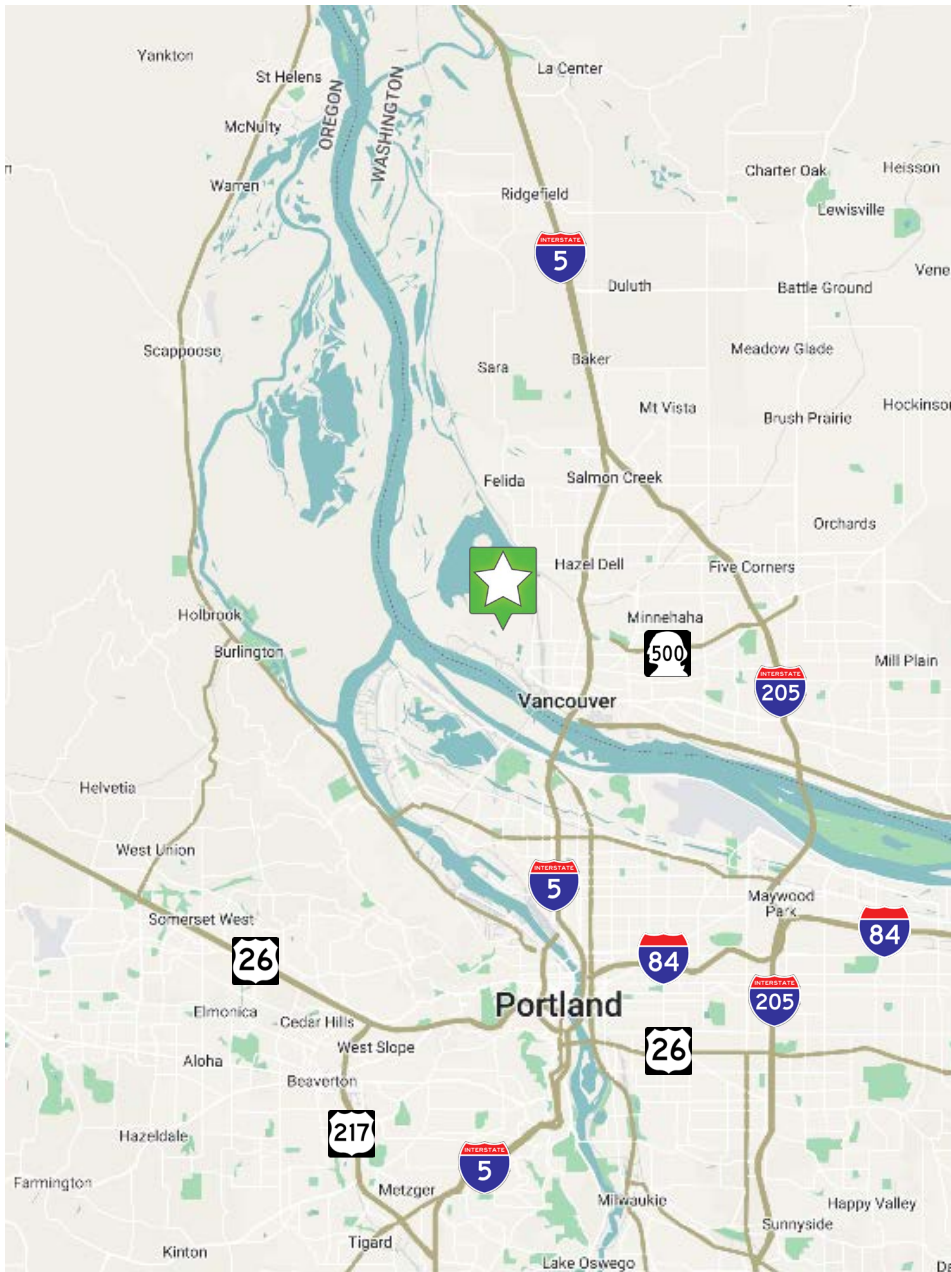 Yankton
St Helens
La Center
OREGON
WASHINGTON
McNulty
Warren
Charter Oak
Heisson
Ridgefield
Lewisville
INTERSTATE
5
Vene
Duluth
Battle Ground
Scappoose
Sara
Baker
Meadow Glade
Mt Vista
Brush Prairie
Hockinson
Felida
Salmon Creek
Orchards
Hazel Dell
Five Corners
Holbrook
Minnehaha
Burlington
500
Mill Plain
INTERSTATE
205
Vancouver
Helvetia
West Union
INTERSTATE
5
Maywood
Park
Somerset West
84
26
84
Portland
INTERSTATE
205
Elmonica
Cedar Hills
West Slope
26
Aloha
Beaverton
217
Hazeldale
INTERSTATE
5
Farmington
Metzger
Milwaukie
Happy Valley
Sunnyside
Tigard
Kinton
Lake Oswego